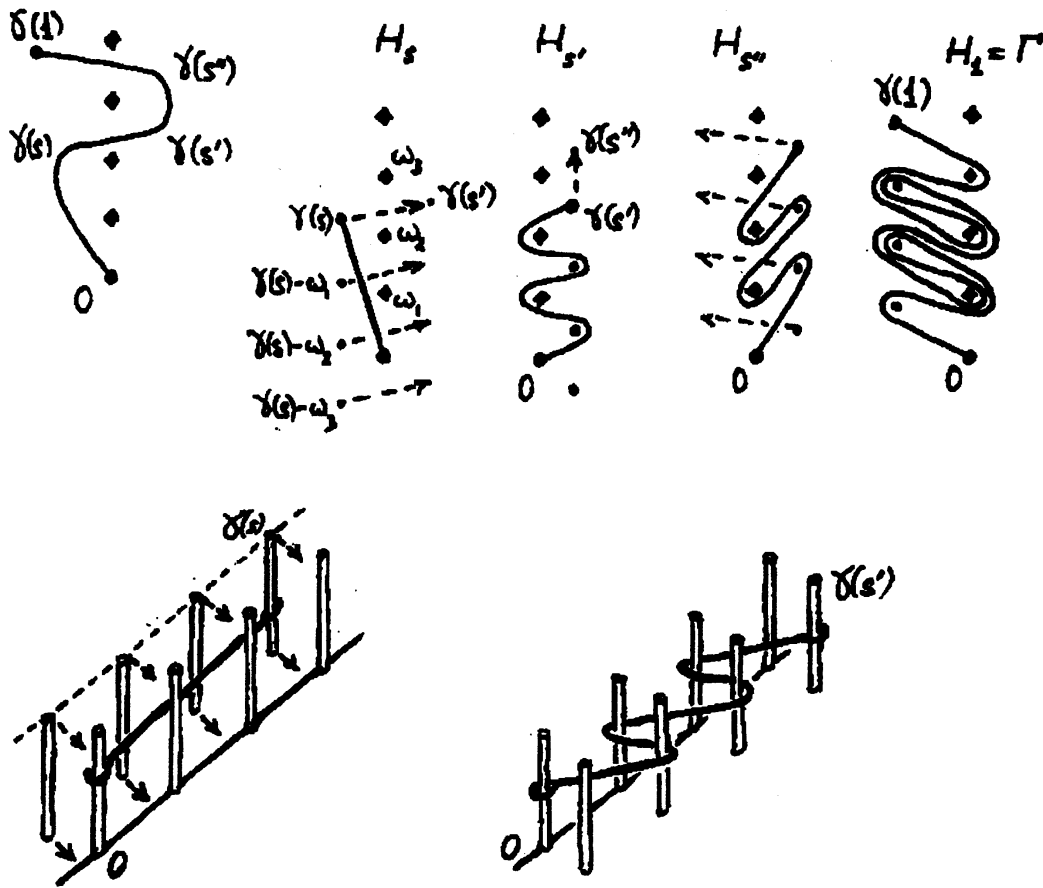 γ(1)
γ(s'')
γ(s)
γ(s')
0
H_s
ω_3
γ(s')
γ(s)
ω_2
γ(s)-ω_1
ω_1
γ(s)-ω_2
γ(s)-ω_3
H_s'
γ(s'')
γ(s')
0
H_s''
0
H_1 = Γ
γ(1)
0
γ(s)
0
γ(s')
0